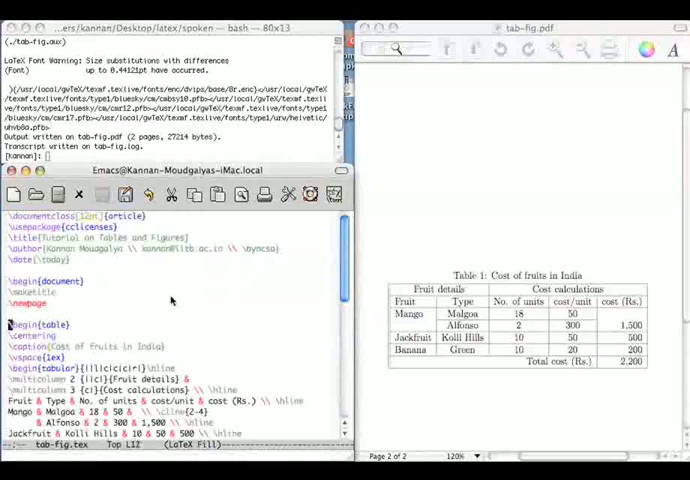 ...ers/kannan/Desktop/latex/spoken — bash — 80x13
(./tab-fig.aux)
LaTeX Font Warning: Size substitutions with differences
(Font) up to 0.44121pt have occurred.
)(/usr/local/gwTeX/texmf.texlive/fonts/enc/dvips/base/8r.enc)</usr/local/gwTeX
/texmf.texlive/fonts/type1/bluesky/cm/cmbsy10.pfb></usr/local/gwTeX/texmf.texli
ve/fonts/type1/bluesky/cm/cmr12.pfb></usr/local/gwTeX/texmf.texlive/fonts/type1
/bluesky/cm/cmr17.pfb></usr/local/gwTeX/texmf.texlive/fonts/type1/urw/helvetic/
uhvb8a.pfb>
Output written on tab-fig.pdf (2 pages, 27214 bytes).
Transcript written on tab-fig.log.
[kannan]:
Emacs@Kannan-Moudgalyas-iMac.local
\documentclass[12pt]{article}
\usepackage{cclicenses}
\title{Tutorial on Tables and Figures}
\author{Kannan Moudgalya \\ kannan@iitb.ac.in \\ \byncsa}
\date{\today}
\begin{document}
\maketitle
\newpage
\begin{table}
\centering
\caption{Cost of fruits in India}
\vspace{1ex}
\begin{tabular}{||l|c|c|r|}\hline
\multicolumn 2 {||c|}{Fruit details} &
\multicolumn 3 {c|}{Cost calculations} \\ \hline
Fruit & Type & No. of units & cost/unit & cost (Rs.) \\ \hline
Mango & Malgoa & 18 & 50 & \\ \cline{2-4}
& Alfonso & 2 & 300 & 1,500 \\ \hline
Jackfruit & Kolli Hills & 10 & 50 & 500 \\ \hline
tab-fig.tex Top L12 (LaTeX Fill)
tab-fig.pdf
Table 1: Cost of fruits in India
Fruit details Cost calculations
Fruit Type No. of units cost/unit cost (Rs.)
Mango Malgoa 18 50
Alfonso 2 300 1,500
Jackfruit Kolli Hills 10 50 500
Banana Green 10 20 200
Total cost (Rs.) 2,200
Page 2 of 2 120%